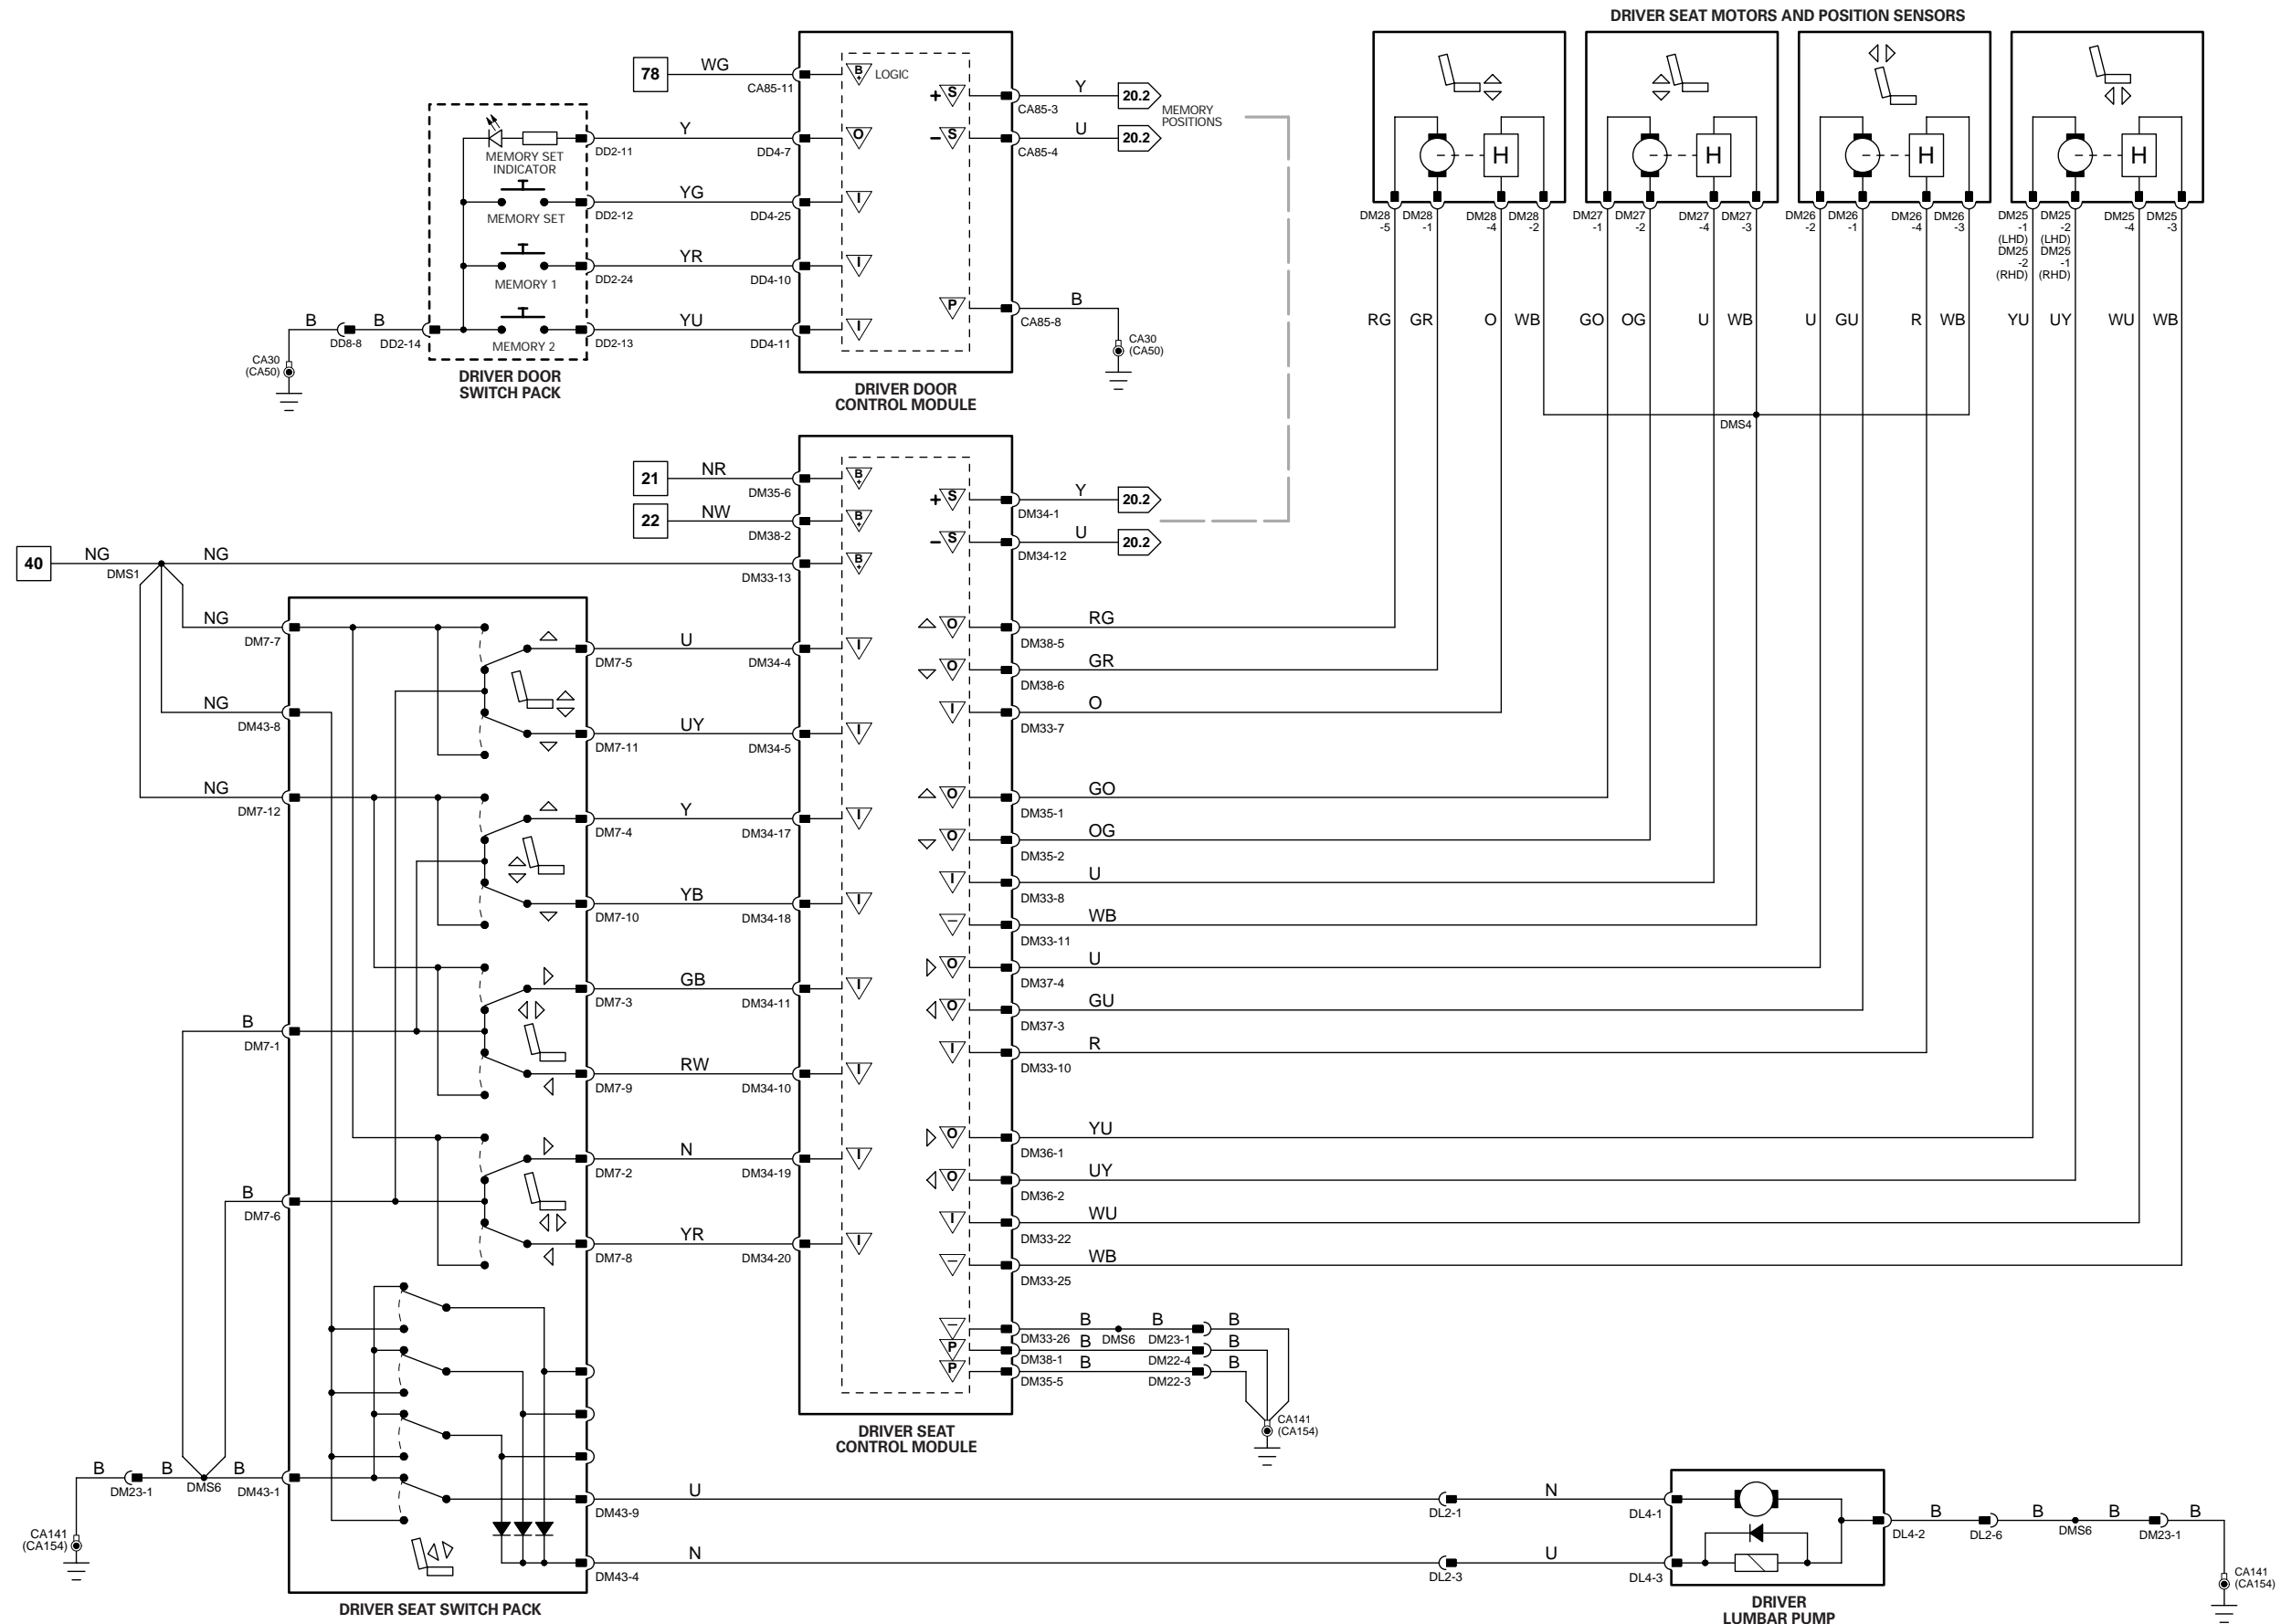 DRIVER SEAT MOTORS AND POSITION SENSORS
78
WG
CA85-11
B+
LOGIC
+
S
CA85-3
Y
20.2
MEMORY
POSITIONS
-
S
CA85-4
U
20.2
MEMORY SET
INDICATOR
DD2-11
Y
DD4-7
O
MEMORY SET
DD2-12
YG
DD4-25
I
MEMORY 1
DD2-24
YR
DD4-10
I
MEMORY 2
DD2-13
YU
DD4-11
I
P
CA85-8
B
CA30
(CA50)
B
DD8-8
B
DD2-14
CA30
(CA50)
DRIVER DOOR
SWITCH PACK
DRIVER DOOR
CONTROL MODULE
H
H
H
H
DM28
-5
DM28
-1
DM28
-4
DM28
-2
DM27
-1
DM27
-2
DM27
-4
DM27
-3
DM26
-2
DM26
-1
DM26
-4
DM26
-3
DM25
-1
(LHD)
DM25
-2
(RHD)
DM25
-2
(LHD)
DM25
-1
(RHD)
DM25
-4
DM25
-3
RG GR O WB GO OG U WB U GU R WB YU UY WU WB
DMS4
21
NR
DM35-6
B+
22
NW
DM38-2
B+
40
NG
DMS1
NG
DM33-13
B+
+
S
DM34-1
Y
20.2
-
S
DM34-12
U
20.2
NG
DM7-7
NG
DM43-8
NG
DM7-12
B
DM7-1
B
DM7-6
DM7-5
U
DM34-4
I
DM7-11
UY
DM34-5
I
DM7-4
Y
DM34-17
I
DM7-10
YB
DM34-18
I
DM7-3
GB
DM34-11
I
DM7-9
RW
DM34-10
I
DM7-2
N
DM34-19
I
DM7-8
YR
DM34-20
I
O
DM38-5
RG
O
DM38-6
GR
I
DM33-7
O
O
DM35-1
GO
O
DM35-2
OG
I
DM33-8
U
-
DM33-11
WB
O
DM37-4
U
O
DM37-3
GU
I
DM33-10
R
O
DM36-1
YU
O
DM36-2
UY
I
DM33-22
WU
-
DM33-25
WB
-
DM33-26
B
DMS6
B
DM23-1
B
P
DM38-1
B
DM22-4
B
P
DM35-5
B
DM22-3
B
CA141
(CA154)
DRIVER SEAT
CONTROL MODULE
B
DM23-1
B
DMS6
B
DM43-1
CA141
(CA154)
DM43-9
U
DL2-1
N
DL4-1
DM43-4
N
DL2-3
U
DL4-3
DL4-2
B
DL2-6
B
DMS6
B
DM23-1
B
CA141
(CA154)
DRIVER SEAT SWITCH PACK
DRIVER
LUMBAR PUMP